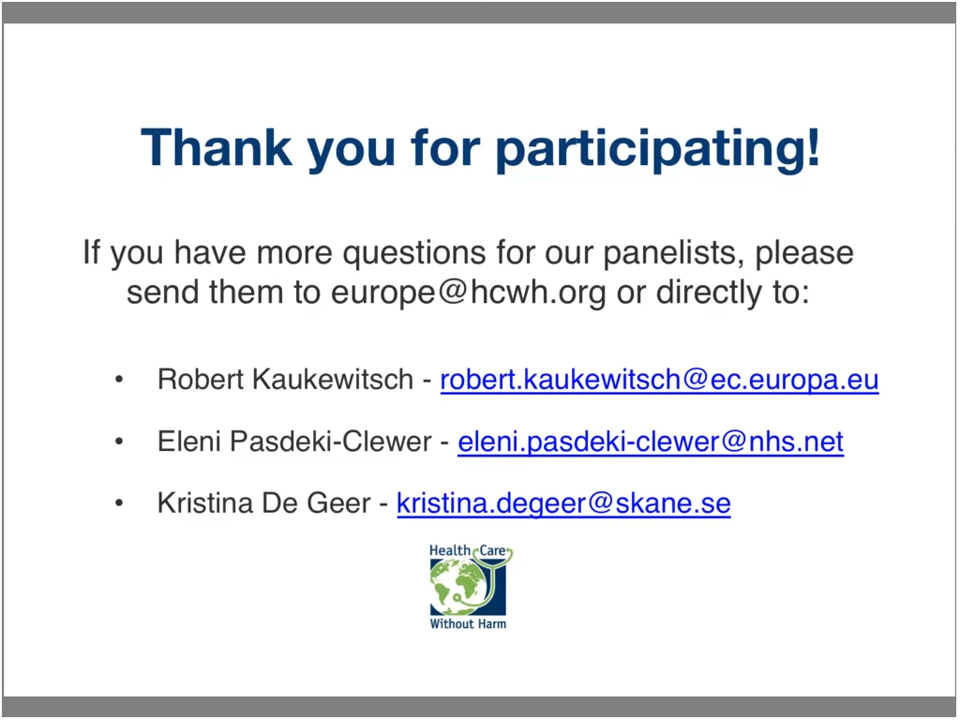 Thank you for participating!
If you have more questions for our panelists, please
send them to europe@hcwh.org or directly to:
• Robert Kaukewitsch - robert.kaukewitsch@ec.europa.eu
• Eleni Pasdeki-Clewer - eleni.pasdeki-clewer@nhs.net
• Kristina De Geer - kristina.degeer@skane.se
Health Care
Without Harm